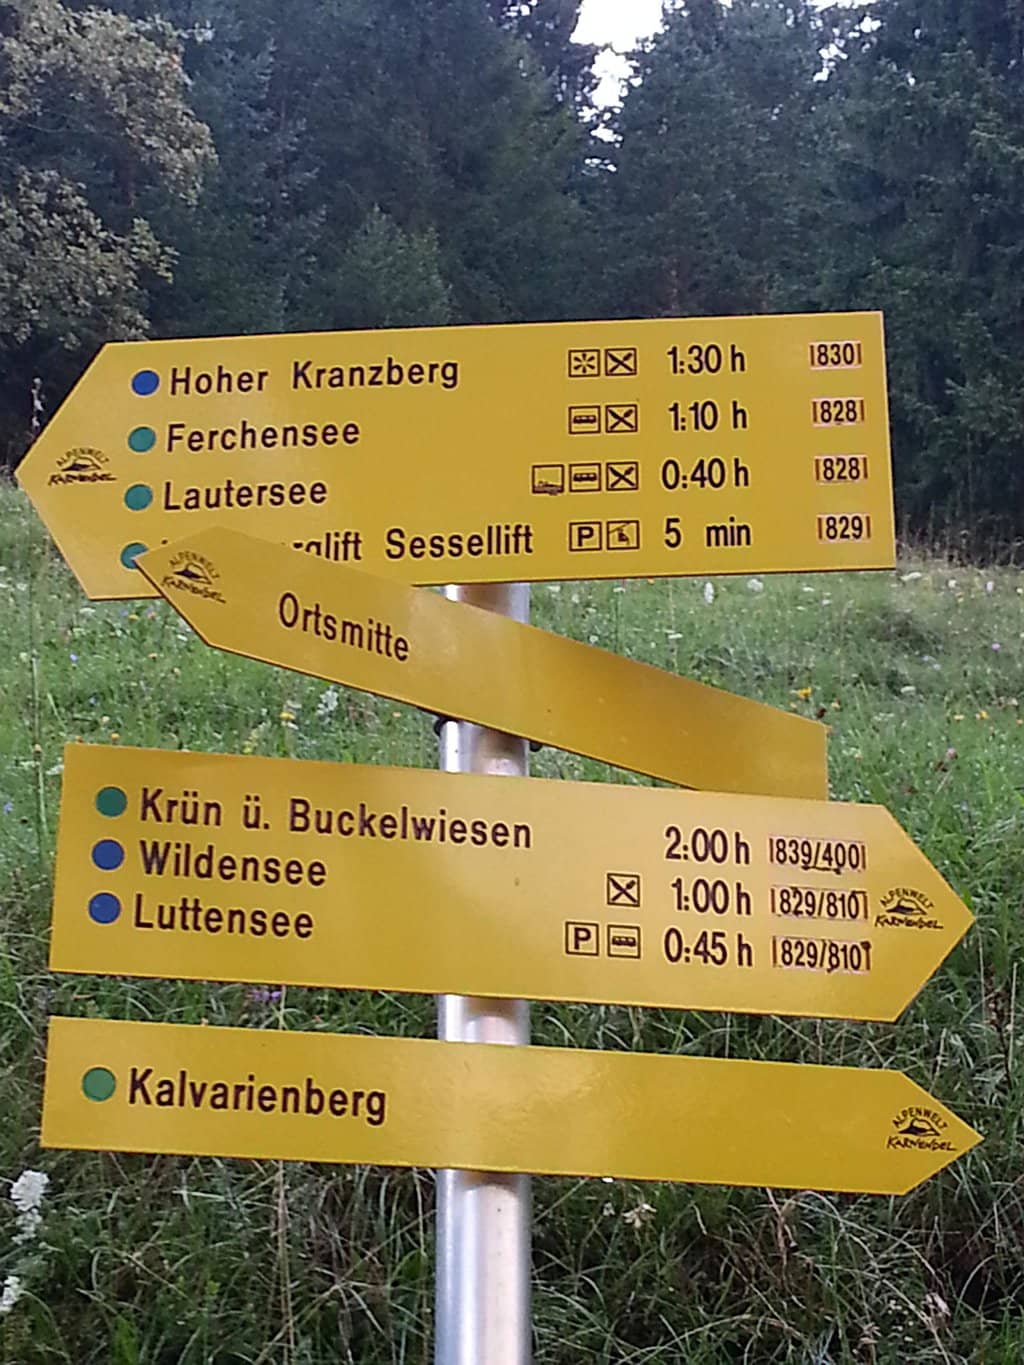 Hoher Kranzberg 1:30 h 830
Ferchensee 1:10 h 828
ALPENWELT
KARWENDEL
Lautersee 0:40 h 828
Sessellift P 5 min 829
ALPENWELT
KARWENDEL
Ortsmitte
Krün ü. Buckelwiesen 2:00 h 839/400
Wildensee 1:00 h 829/810
ALPENWELT
KARWENDEL
Luttensee P 0:45 h 829/810
Kalvarienberg
ALPENWELT
KARWENDEL